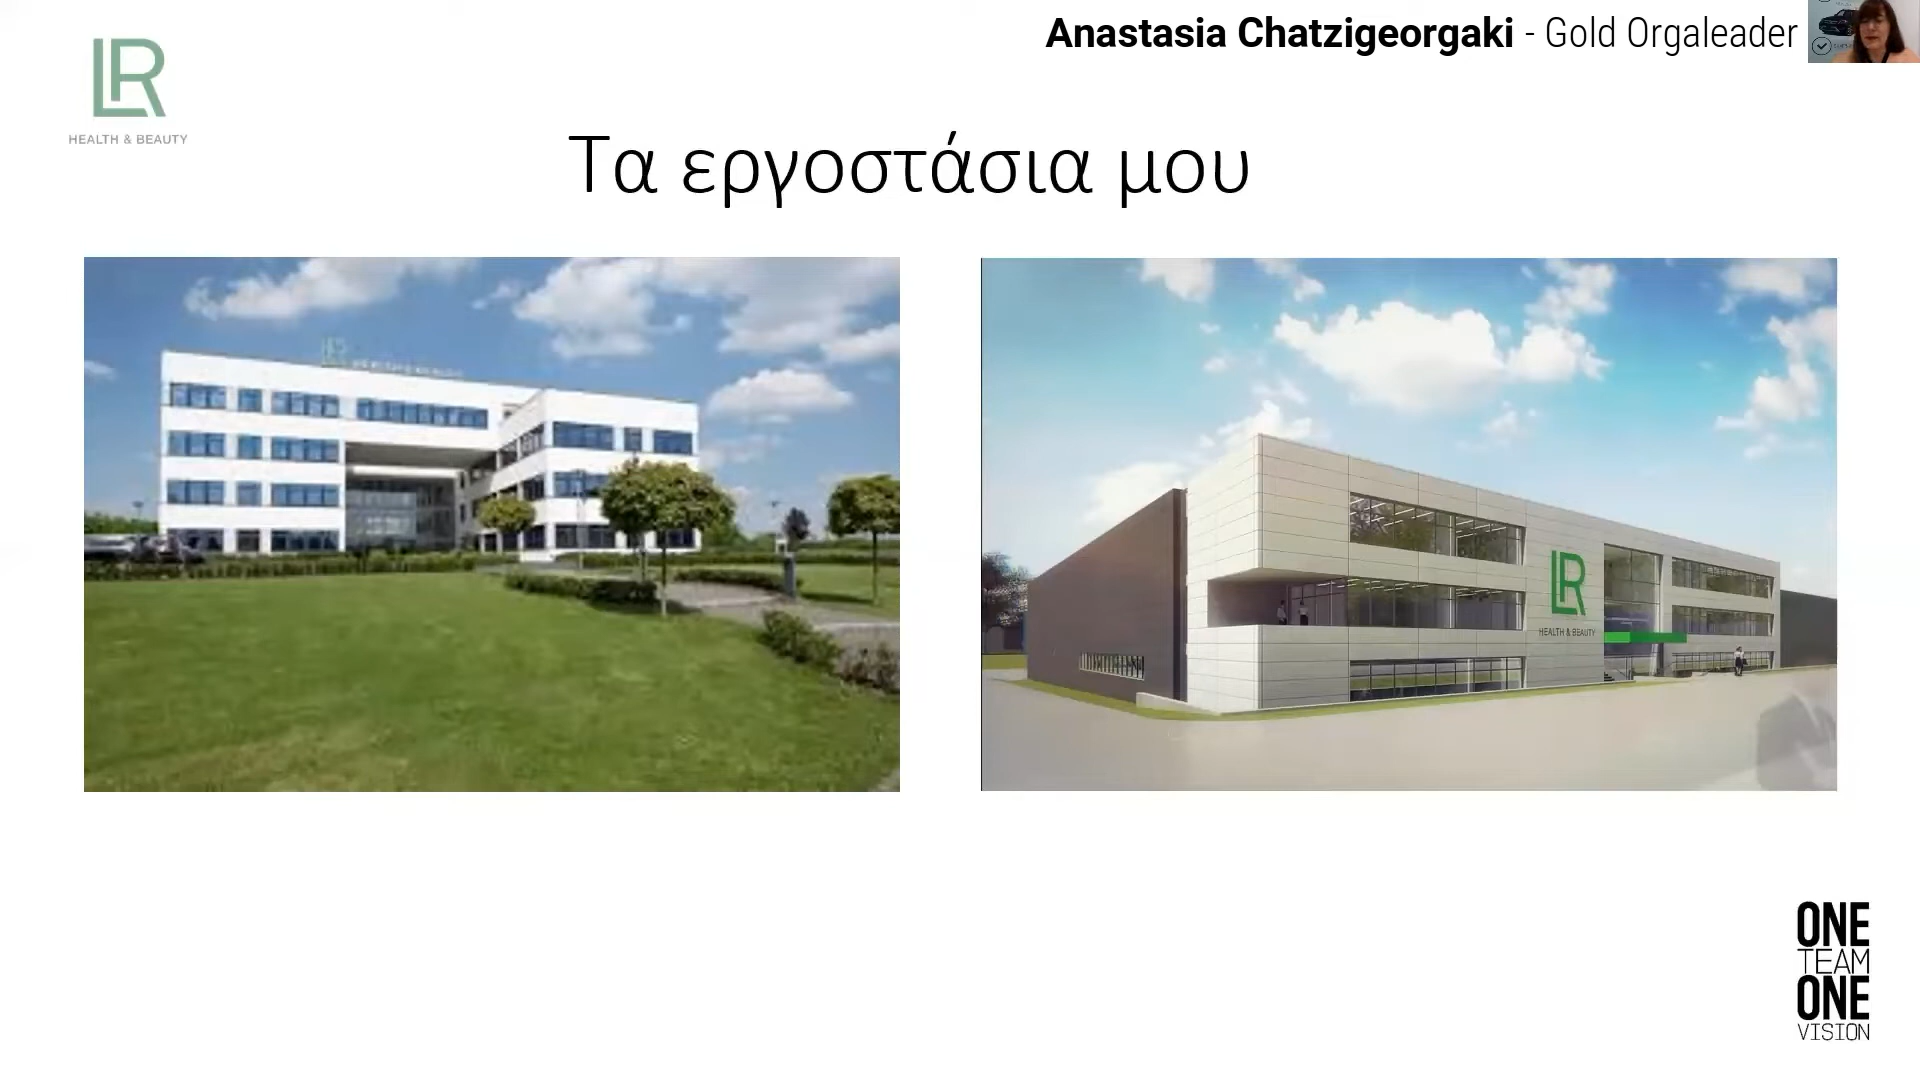 Anastasia Chatzigeorgaki - Gold Orgaleader
LR
HEALTH & BEAUTY
Τα εργοστάσια μου
LR
HEALTH & BEAUTY
ONE
TEAM
ONE
VISION